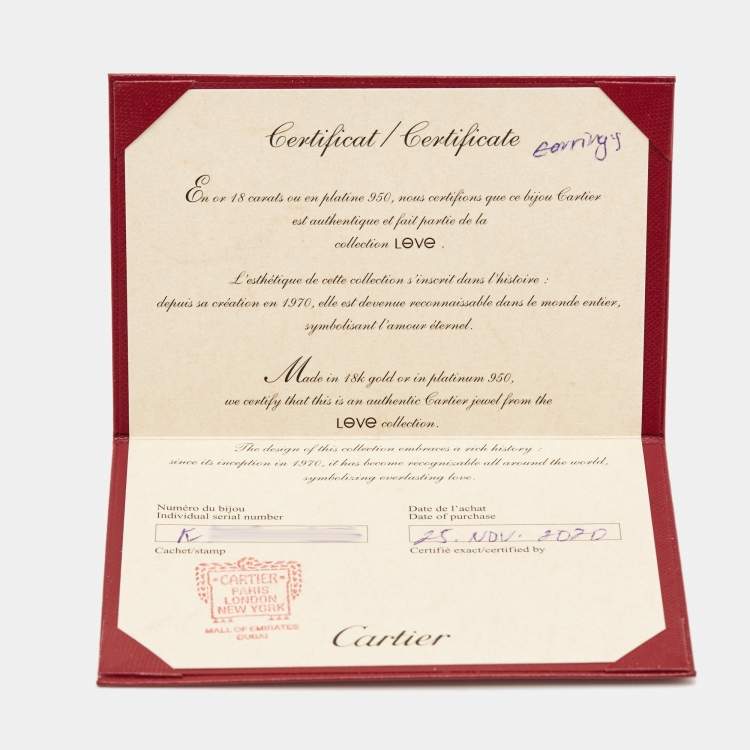 Certificat / Certificate
earrings
En or 18 carats ou en platine 950, nous certifions que ce bijou Cartier
est authentique et fait partie de la
collection LOVE .
L'esthétique de cette collection s'inscrit dans l'histoire :
depuis sa création en 1970, elle est devenue reconnaissable dans le monde entier,
symbolisant l'amour éternel.
Made in 18k gold or in platinum 950,
we certify that this is an authentic Cartier jewel from the
LOVE collection.
The design of this collection embraces a rich history :
since its inception in 1970, it has become recognizable all around the world,
symbolizing everlasting love.
Numéro du bijou
Individual serial number
K
Cachet/stamp
Date de l'achat
Date of purchase
25. NOV. 2020
Certifié exact/certified by
CARTIER
PARIS
LONDON
NEW YORK
MALL OF EMIRATES
DUBAI
Cartier